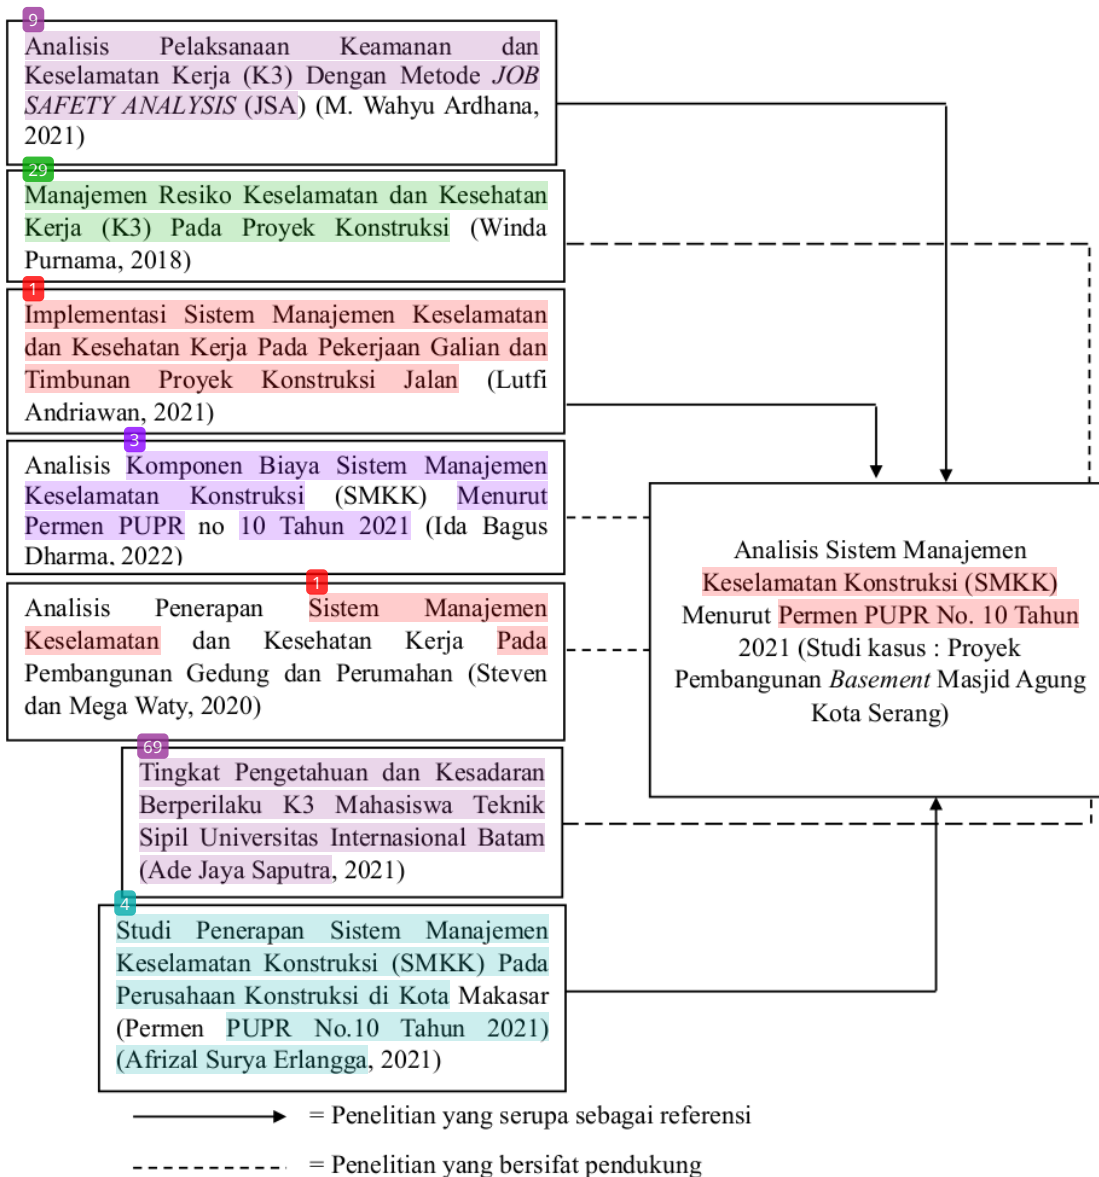 9
Analisis Pelaksanaan Keamanan dan
Keselamatan Kerja (K3) Dengan Metode JOB
SAFETY ANALYSIS (JSA) (M. Wahyu Ardhana,
2021)
29
Manajemen Resiko Keselamatan dan Kesehatan
Kerja (K3) Pada Proyek Konstruksi (Winda
Purnama, 2018)
1
Implementasi Sistem Manajemen Keselamatan
dan Kesehatan Kerja Pada Pekerjaan Galian dan
Timbunan Proyek Konstruksi Jalan (Lutfi
Andriawan, 2021)
3
Analisis Komponen Biaya Sistem Manajemen
Keselamatan Konstruksi (SMKK) Menurut
Permen PUPR no 10 Tahun 2021 (Ida Bagus
Dharma, 2022)
1
Analisis Penerapan Sistem Manajemen
Keselamatan dan Kesehatan Kerja Pada
Pembangunan Gedung dan Perumahan (Steven
dan Mega Waty, 2020)
69
Tingkat Pengetahuan dan Kesadaran
Berperilaku K3 Mahasiswa Teknik
Sipil Universitas Internasional Batam
(Ade Jaya Saputra, 2021)
4
Studi Penerapan Sistem Manajemen
Keselamatan Konstruksi (SMKK) Pada
Perusahaan Konstruksi di Kota Makasar
(Permen PUPR No.10 Tahun 2021)
(Afrizal Surya Erlangga, 2021)
Analisis Sistem Manajemen
Keselamatan Konstruksi (SMKK)
Menurut Permen PUPR No. 10 Tahun
2021 (Studi kasus : Proyek
Pembangunan Basement Masjid Agung
Kota Serang)
= Penelitian yang serupa sebagai referensi
= Penelitian yang bersifat pendukung